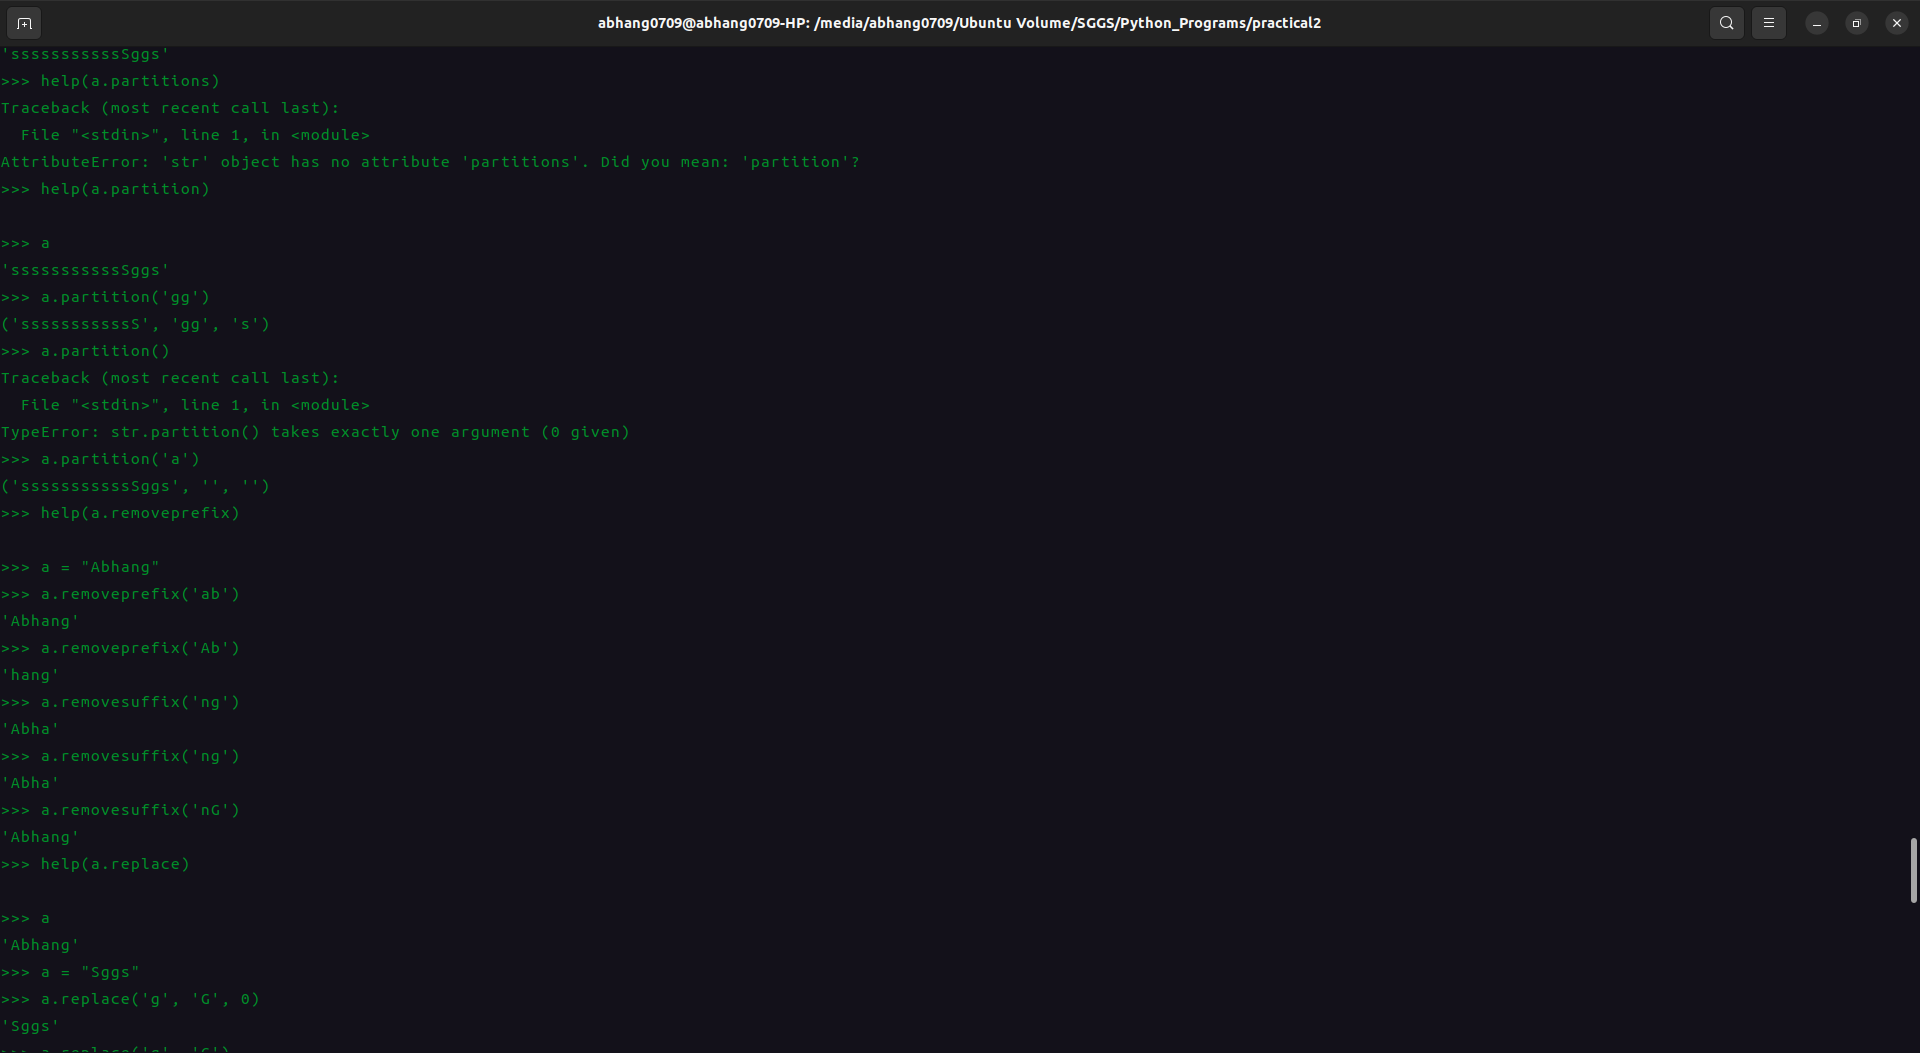 abhang0709@abhang0709-HP: /media/abhang0709/Ubuntu Volume/SGGS/Python_Programs/practical2
'sssssssssssSggs'
>>> help(a.partitions)
Traceback (most recent call last):
  File "<stdin>", line 1, in <module>
AttributeError: 'str' object has no attribute 'partitions'. Did you mean: 'partition'?
>>> help(a.partition)
>>> a
'sssssssssssSggs'
>>> a.partition('gg')
('sssssssssssS', 'gg', 's')
>>> a.partition()
Traceback (most recent call last):
  File "<stdin>", line 1, in <module>
TypeError: str.partition() takes exactly one argument (0 given)
>>> a.partition('a')
('sssssssssssSggs', '', '')
>>> help(a.removeprefix)
>>> a = "Abhang"
>>> a.removeprefix('ab')
'Abhang'
>>> a.removeprefix('Ab')
'hang'
>>> a.removesuffix('ng')
'Abha'
>>> a.removesuffix('ng')
'Abha'
>>> a.removesuffix('nG')
'Abhang'
>>> help(a.replace)
>>> a
'Abhang'
>>> a = "Sggs"
>>> a.replace('g', 'G', 0)
'Sggs'
>>> a.replace('g', 'G')